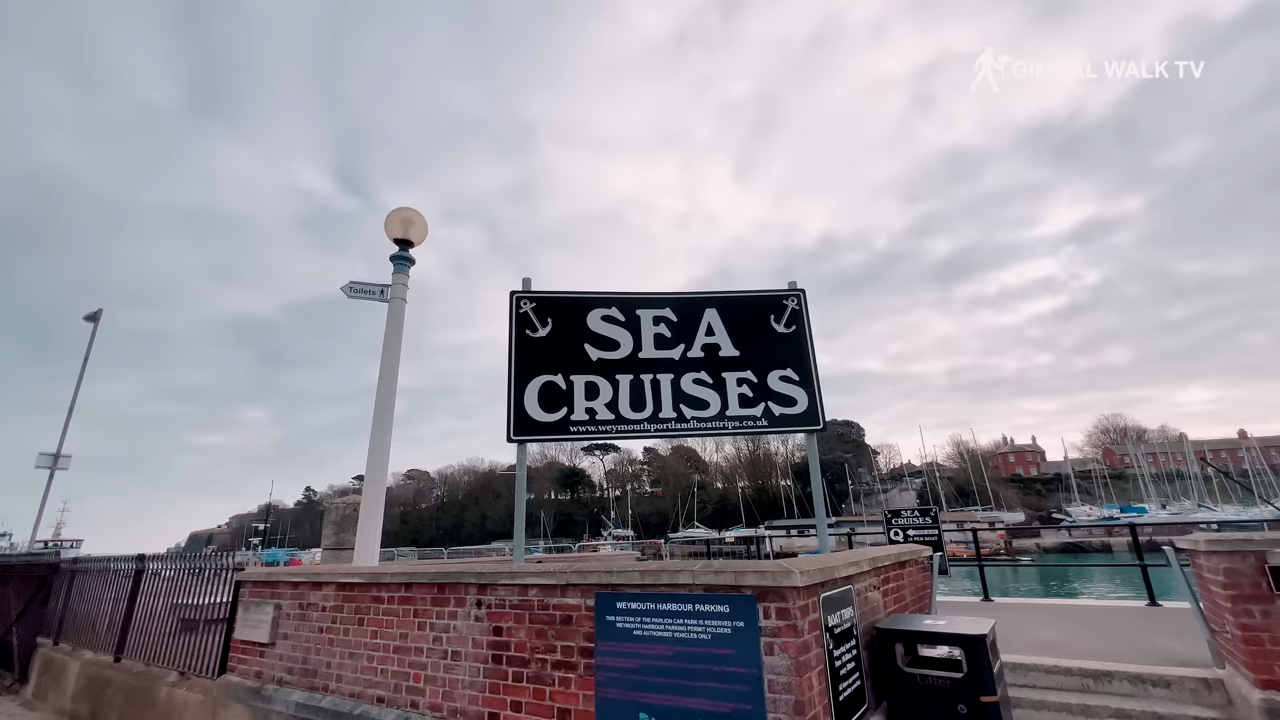 GIMBAL WALK TV
Toilets
SEA
CRUISES
www.weymouthportlandboattrips.co.uk
SEA
CRUISES
Q
WEYMOUTH HARBOUR PARKING
THIS SECTION OF THE PAVILION CAR PARK IS RESERVED FOR
WEYMOUTH HARBOUR PARKING PERMIT HOLDERS
AND AUTHORISED VEHICLES ONLY
BOAT TRIPS
Litter